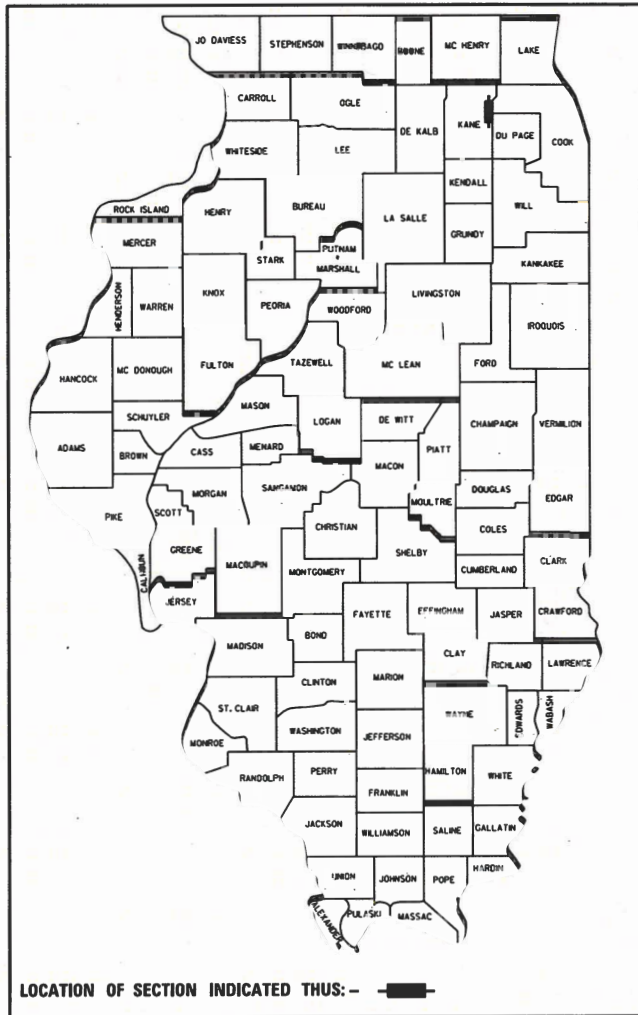 JO DAVIESS STEPHENSON WINNEBAGO BOONE MC HENRY LAKE
CARROLL OGLE DE KALB KANE DU PAGE COOK
WHITESIDE LEE
KENDALL WILL
ROCK ISLAND HENRY BUREAU LA SALLE
MERCER PUTNAM GRUNDY
STARK MARSHALL KANKAKEE
HENDERSON WARREN KNOX PEORIA WOODFORD LIVINGSTON
IROQUOIS
HANCOCK MC DONOUGH FULTON TAZEWELL MC LEAN FORD
SCHUYLER MASON
ADAMS BROWN CASS MENARD LOGAN DE WITT PIATT CHAMPAIGN VERMILION
MACON
PIKE SCOTT MORGAN SANGAMON MOULTRIE DOUGLAS EDGAR
CHRISTIAN COLES
CALHOUN GREENE MACOUPIN MONTGOMERY SHELBY CUMBERLAND CLARK
JERSEY
FAYETTE EFFINGHAM JASPER CRAWFORD
MADISON BOND CLAY
RICHLAND LAWRENCE
CLINTON MARION
ST. CLAIR WAYNE EDWARDS WABASH
MONROE WASHINGTON JEFFERSON
RANDOLPH PERRY HAMILTON WHITE
FRANKLIN
JACKSON WILLIAMSON SALINE GALLATIN
UNION JOHNSON POPE HARDIN
ALEXANDER PULASKI MASSAC
LOCATION OF SECTION INDICATED THUS: –